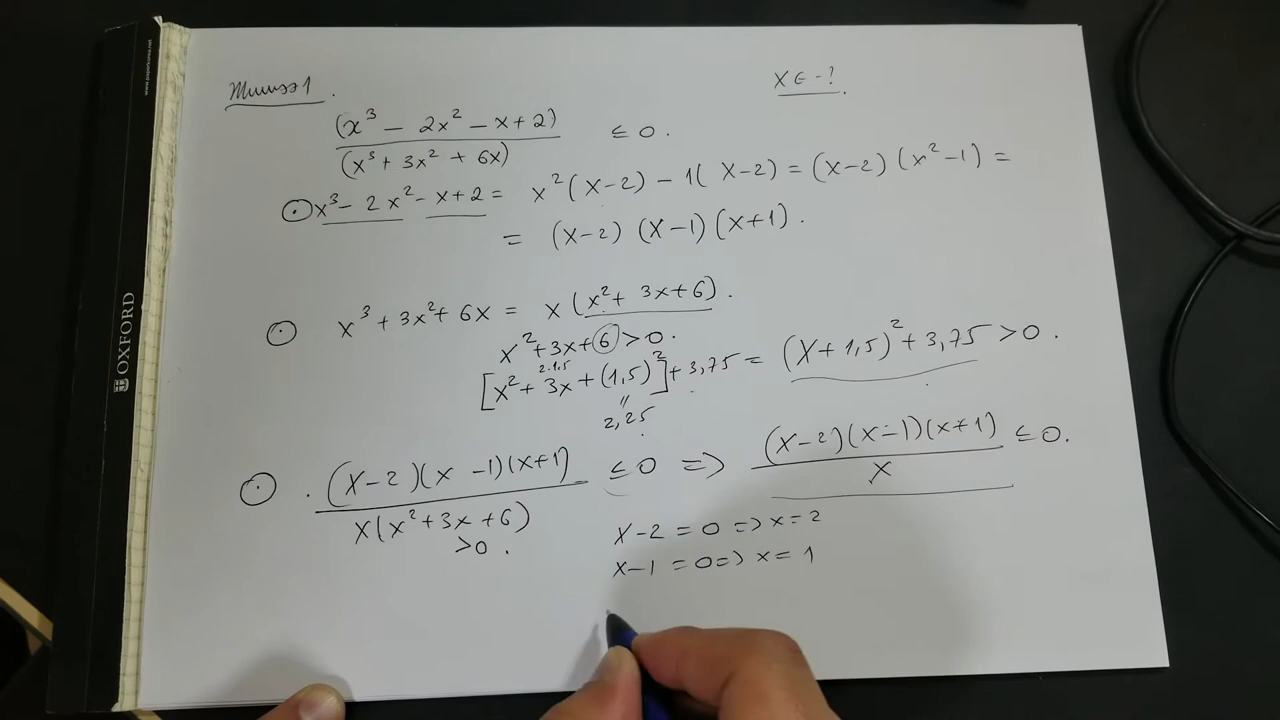 Жишээ 1.
x ∈ - ?
(x³ - 2x² - x + 2) / (x³ + 3x² + 6x) ≤ 0.
x³ - 2x² - x + 2 = x²(x-2) - 1(x-2) = (x-2)(x²-1) =
= (x-2)(x-1)(x+1).
x³ + 3x² + 6x = x(x² + 3x + 6).
x² + 3x + 6 > 0.
[x² + 3x + (1,5)²] + 3,75 = (x+1,5)² + 3,75 > 0.
2·1,5
"
2,25
(x-2)(x-1)(x+1) / x(x²+3x+6) ≤ 0 => (x-2)(x-1)(x+1) / x ≤ 0.
>0.
x-2 = 0 => x = 2
x-1 = 0 => x = 1
OXFORD